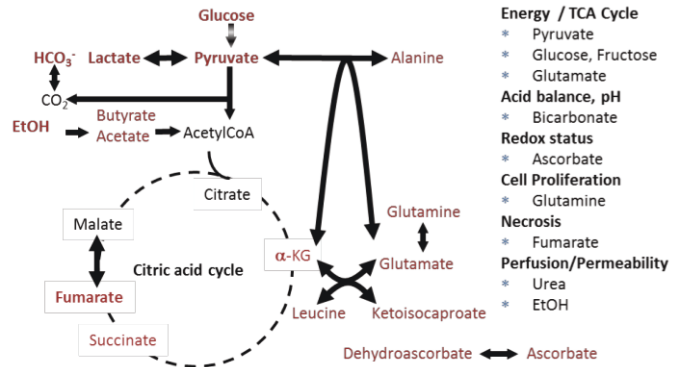 Glucose
HCO₃⁻ Lactate Pyruvate Alanine
CO₂
EtOH Butyrate
Acetate AcetylCoA
Citrate
Malate
Citric acid cycle
Fumarate
Succinate
α-KG
Glutamine
Glutamate
Leucine Ketoisocaproate
Dehydroascorbate Ascorbate
Energy / TCA Cycle
* Pyruvate
* Glucose, Fructose
* Glutamate
Acid balance, pH
* Bicarbonate
Redox status
* Ascorbate
Cell Proliferation
* Glutamine
Necrosis
* Fumarate
Perfusion/Permeability
* Urea
* EtOH